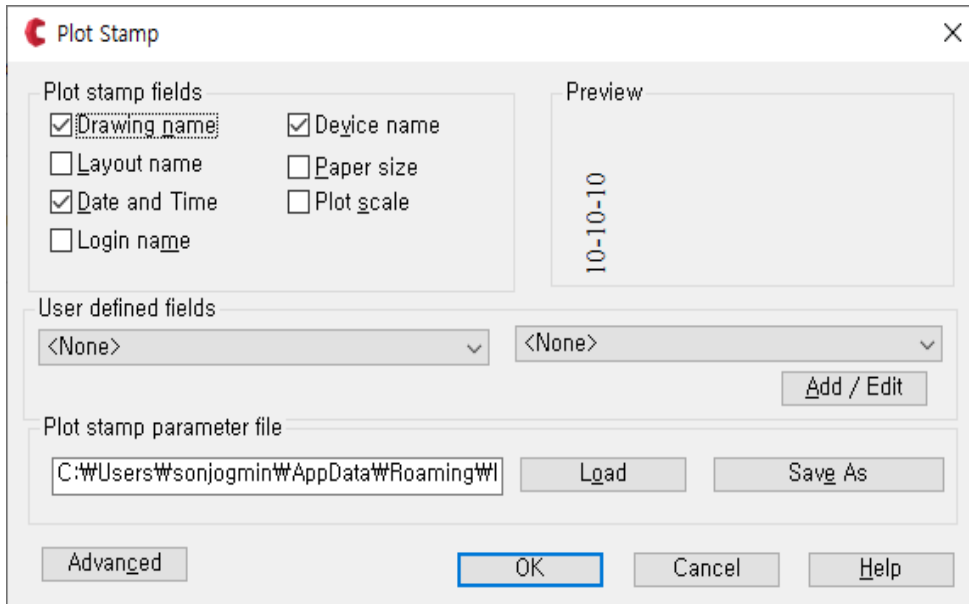 Plot Stamp
Plot stamp fields
Drawing name
Device name
Layout name
Paper size
Date and Time
Plot scale
Login name
Preview
10-10-10
User defined fields
<None>
<None>
Add / Edit
Plot stamp parameter file
C:₩Users₩sonjogmin₩AppData₩Roaming₩
Load
Save As
Advanced
OK
Cancel
Help